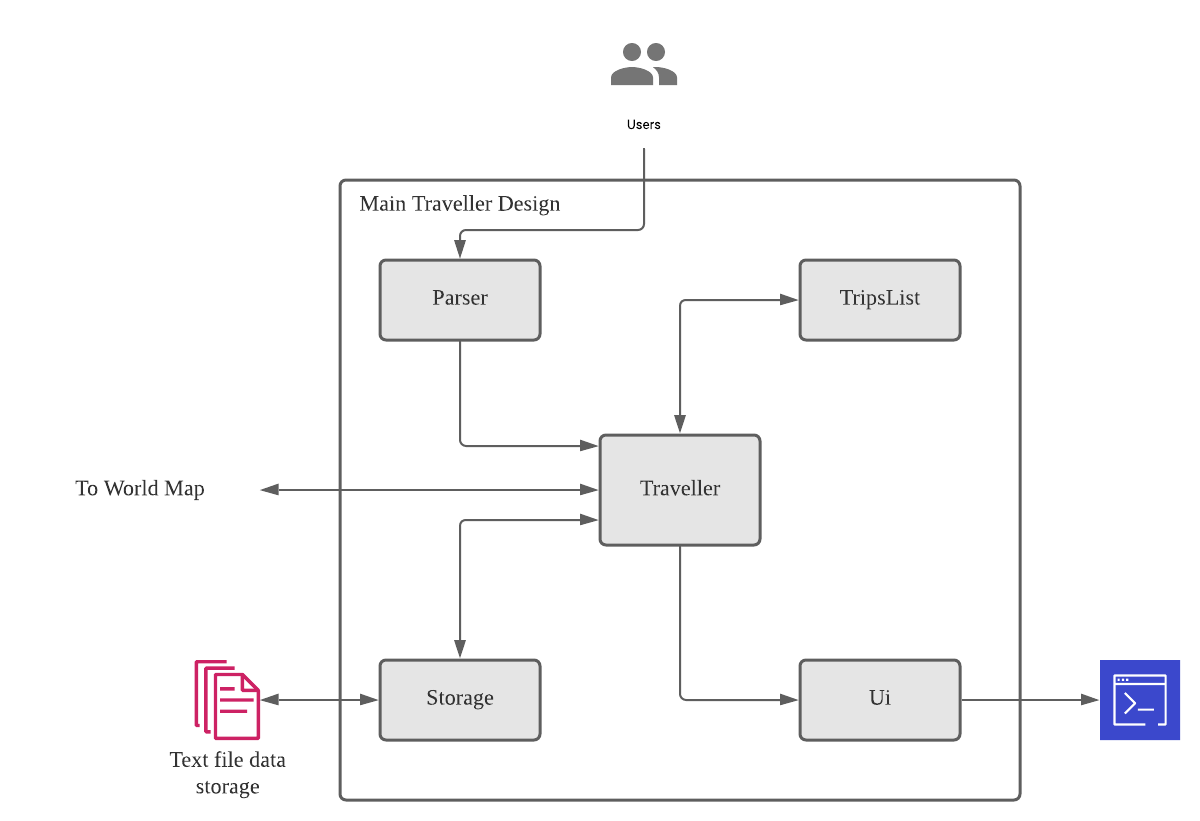 Users
Main Traveller Design
Parser
TripsList
To World Map
Traveller
Storage
Ui
Text file data
storage